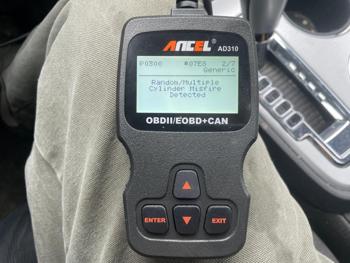 ANCEL
AD310
P0300 $07E8 2/7
Generic
Random/Multiple
Cylinder Misfire
Detected
OBDII/EOBD+CAN
ENTER
EXIT